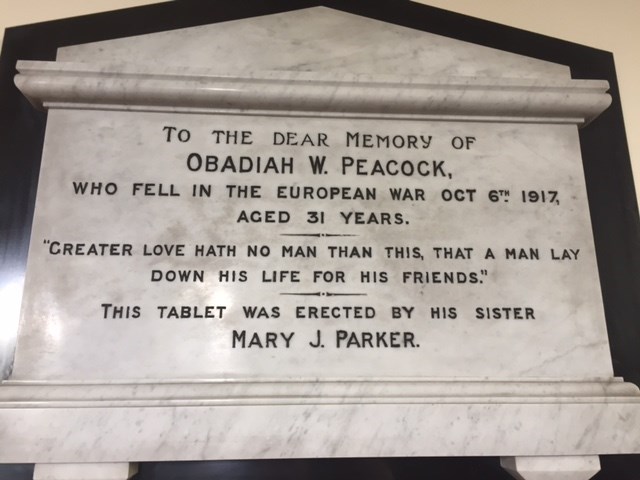 TO THE DEAR MEMORY OF
OBADIAH W. PEACOCK,
WHO FELL IN THE EUROPEAN WAR OCT 6TH 1917,
AGED 31 YEARS.
"GREATER LOVE HATH NO MAN THAN THIS, THAT A MAN LAY
DOWN HIS LIFE FOR HIS FRIENDS."
THIS TABLET WAS ERECTED BY HIS SISTER
MARY J. PARKER.